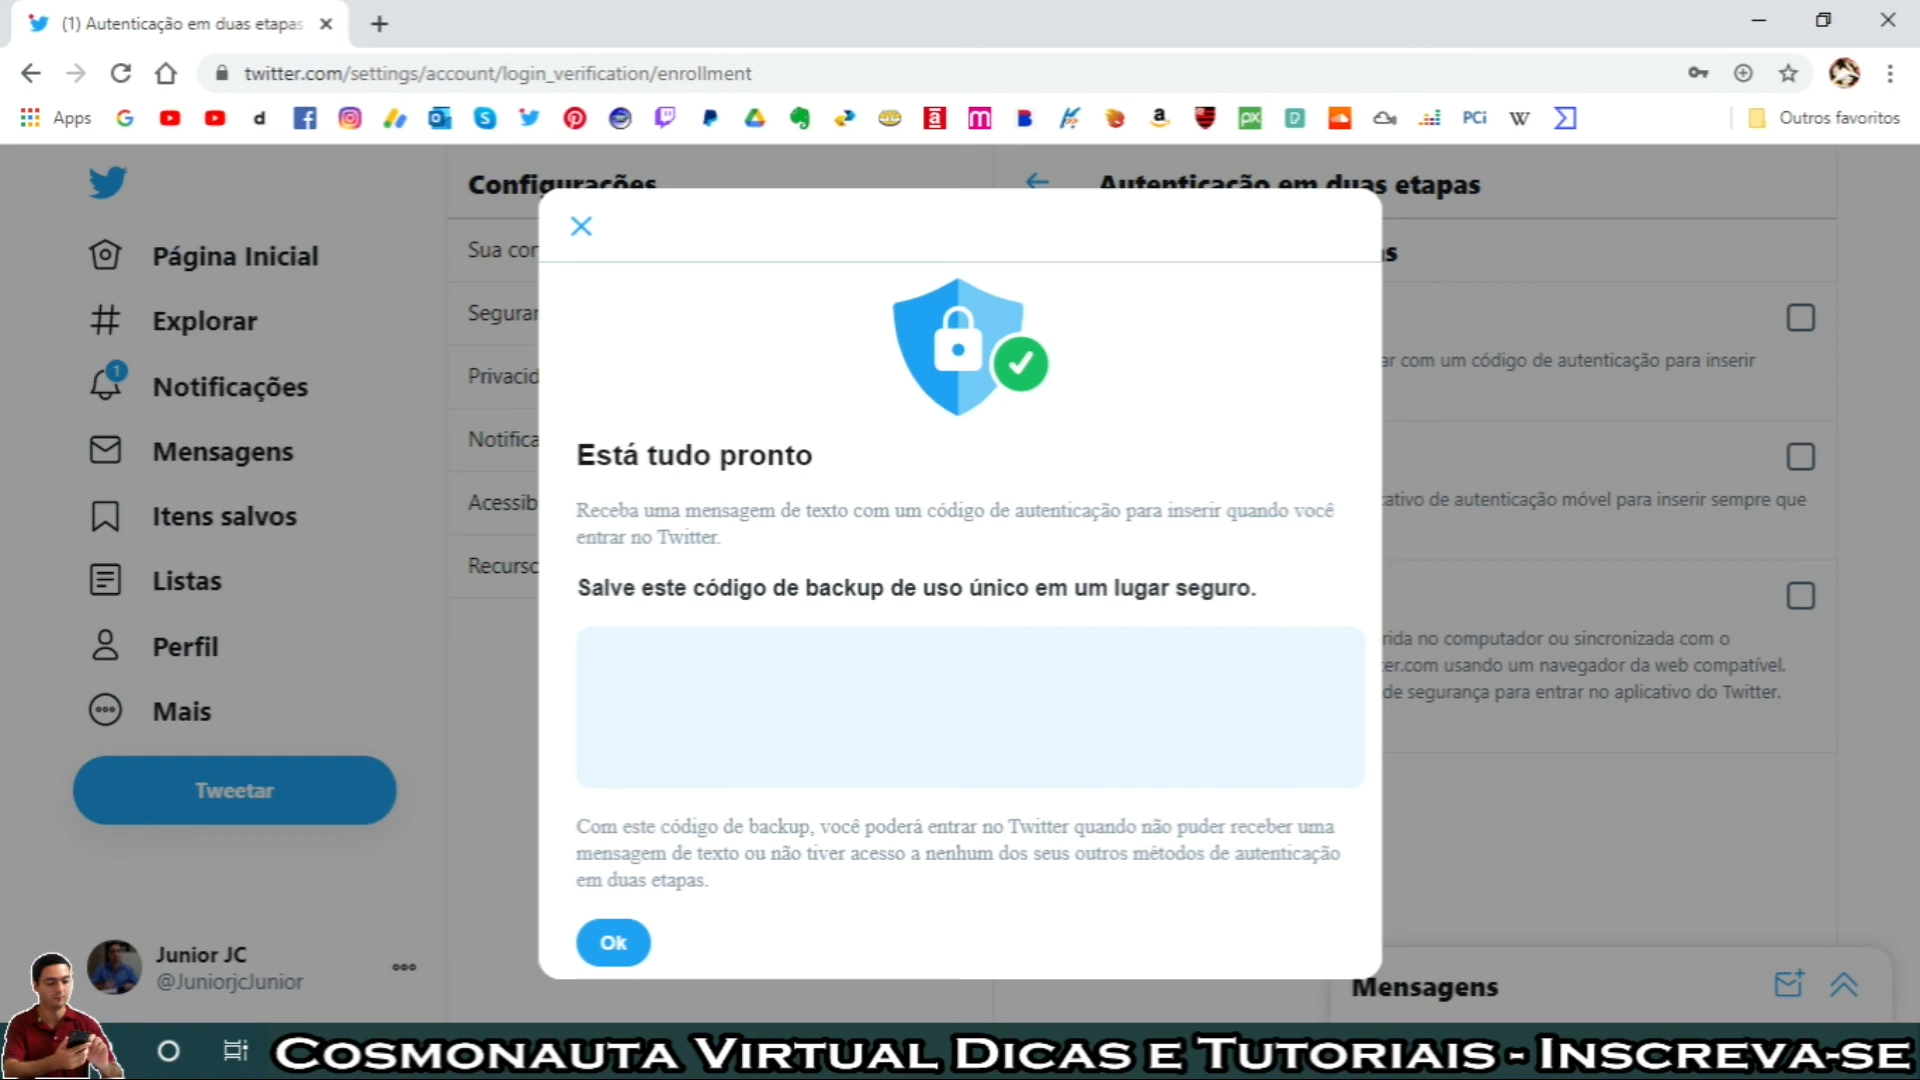 (1) Autenticação em duas etapas
twitter.com/settings/account/login_verification/enrollment
Apps
PCi
Outros favoritos
Configurações
Autenticação em duas etapas
Página Inicial
Explorar
1
Notificações
Mensagens
Itens salvos
Listas
Perfil
Mais
Tweetar
Junior JC
@JuniorjcJunior
Sua con
Seguran
Privacid
Notifica
Acessib
Recurso
Está tudo pronto
Receba uma mensagem de texto com um código de autenticação para inserir quando você
entrar no Twitter.
Salve este código de backup de uso único em um lugar seguro.
Com este código de backup, você poderá entrar no Twitter quando não puder receber uma
mensagem de texto ou não tiver acesso a nenhum dos seus outros métodos de autenticação
em duas etapas.
Ok
s
ar com um código de autenticação para inserir
ativo de autenticação móvel para inserir sempre que
rida no computador ou sincronizada com o
er.com usando um navegador da web compatível.
de segurança para entrar no aplicativo do Twitter.
Mensagens
Cosmonauta Virtual Dicas e Tutoriais - Inscreva-se